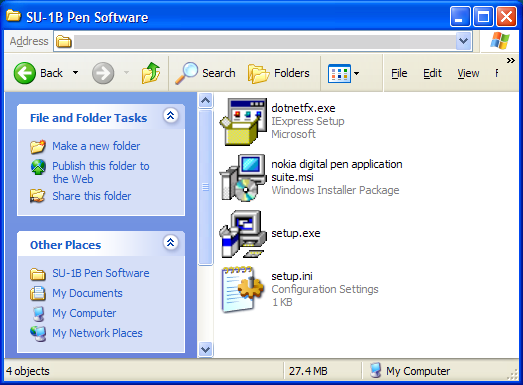 SU-1B Pen Software
Address
Back
Search
Folders
File
Edit
View
F
»
File and Folder Tasks
Make a new folder
Publish this folder to
the Web
Share this folder
Other Places
SU-1B Pen Software
My Documents
My Computer
My Network Places
dotnetfx.exe
IExpress Setup
Microsoft
nokia digital pen application
suite.msi
Windows Installer Package
setup.exe
setup.ini
Configuration Settings
1 KB
4 objects
27.4 MB
My Computer